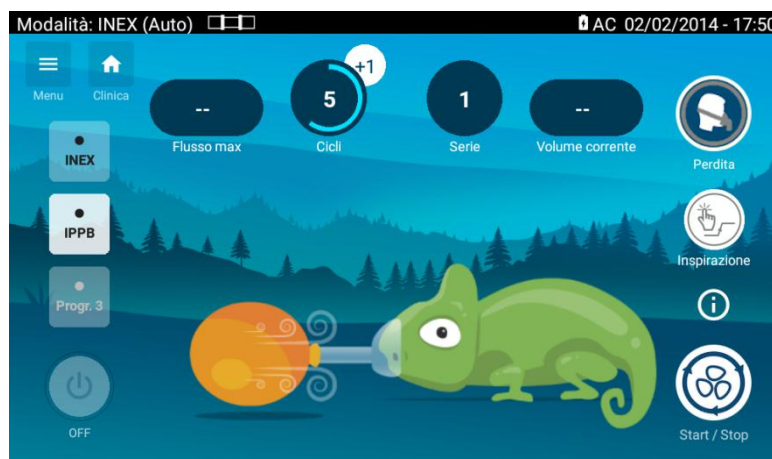 Modalità: INEX (Auto) AC 02/02/2014 - 17:50
Menu
Clinica
--
Flusso max
5
+1
Cicli
1
Serie
--
Volume corrente
Perdita
INEX
IPPB
Inspirazione
Progr. 3
OFF
Start / Stop